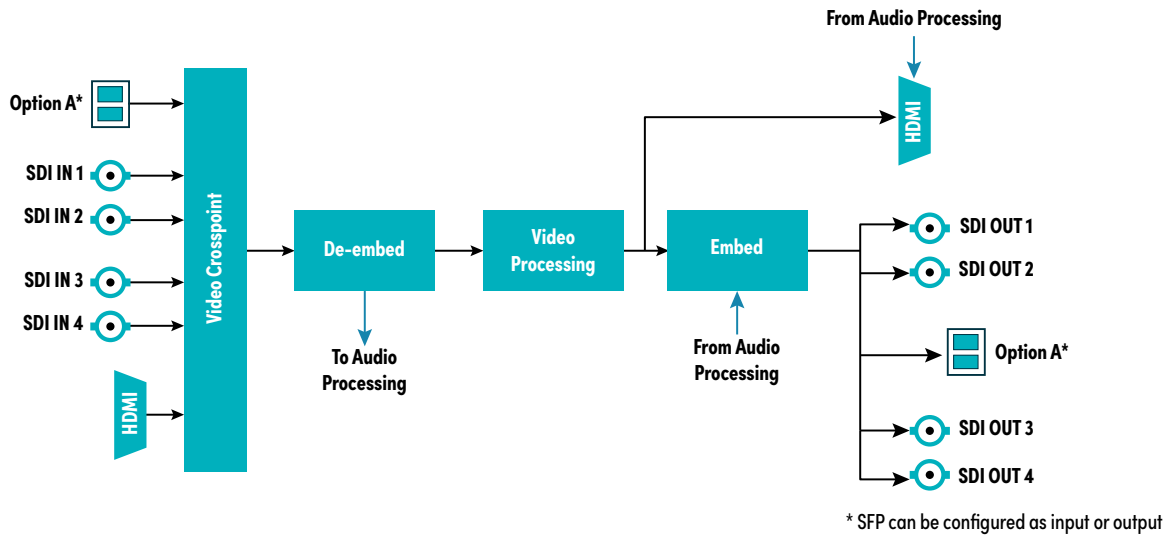 From Audio Processing
HDMI
Option A*
SDI IN 1
SDI IN 2
SDI IN 3
SDI IN 4
HDMI
Video Crosspoint
De-embed
To Audio
Processing
Video
Processing
Embed
From Audio
Processing
SDI OUT 1
SDI OUT 2
Option A*
SDI OUT 3
SDI OUT 4
* SFP can be configured as input or output